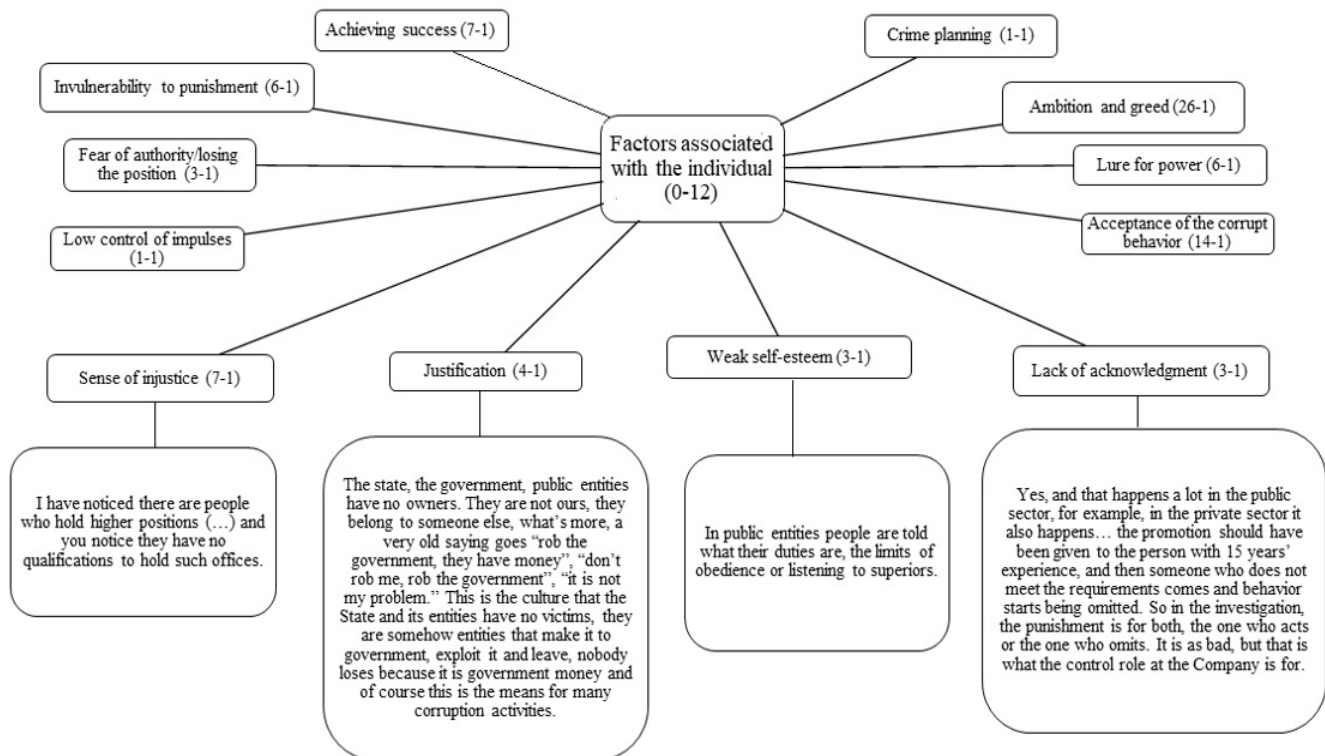 Achieving success (7-1)
Crime planning (1-1)
Invulnerability to punishment (6-1)
Ambition and greed (26-1)
Factors associated
with the individual
(0-12)
Fear of authority/losing
the position (3-1)
Lure for power (6-1)
Low control of impulses
(1-1)
Acceptance of the corrupt
behavior (14-1)
Sense of injustice (7-1)
Justification (4-1)
Weak self-esteem (3-1)
Lack of acknowledgment (3-1)
I have noticed there are people
who hold higher positions (…) and
you notice they have no
qualifications to hold such offices.
The state, the government, public entities
have no owners. They are not ours, they
belong to someone else, what’s more, a
very old saying goes “rob the
government, they have money”, “don’t
rob me, rob the government”, “it is not
my problem.” This is the culture that the
State and its entities have no victims, they
are somehow entities that make it to
government, exploit it and leave, nobody
loses because it is government money and
of course this is the means for many
corruption activities.
In public entities people are told
what their duties are, the limits of
obedience or listening to superiors.
Yes, and that happens a lot in the public
sector, for example, in the private sector it
also happens… the promotion should have
been given to the person with 15 years’
experience, and then someone who does not
meet the requirements comes and behavior
starts being omitted. So in the investigation,
the punishment is for both, the one who acts
or the one who omits. It is as bad, but that is
what the control role at the Company is for.